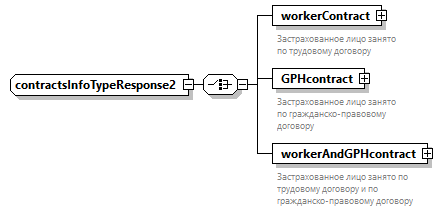 workerContract
Застрахованное лицо занято
по трудовому договору
contractsInfoTypeResponse2
GPHcontract
Застрахованное лицо занято
по гражданско-правовому
договору
workerAndGPHcontract
Застрахованное лицо занято по
трудовому договору и по
гражданско-правовому договору